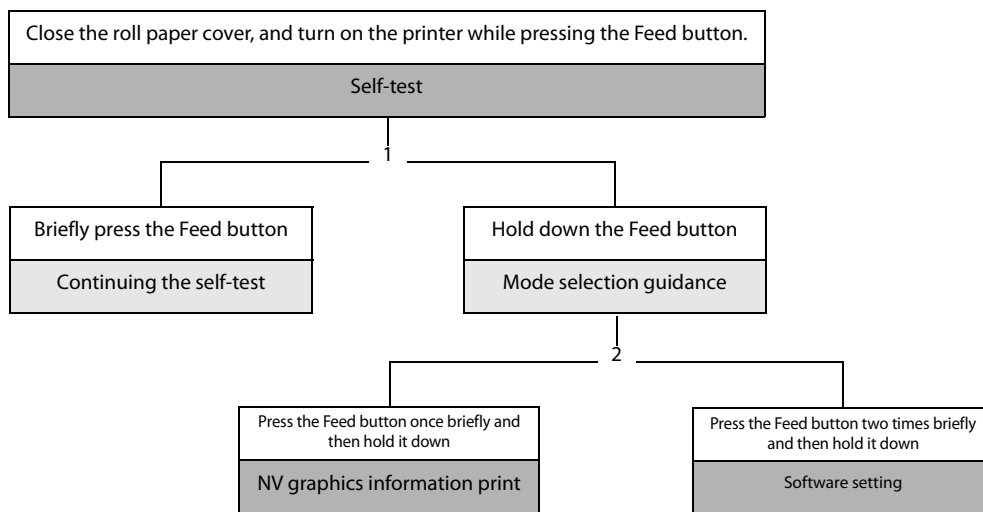 Close the roll paper cover, and turn on the printer while pressing the Feed button.
Self-test
1
Briefly press the Feed button
Continuing the self-test
Hold down the Feed button
Mode selection guidance
2
Press the Feed button once briefly and
then hold it down
NV graphics information print
Press the Feed button two times briefly
and then hold it down
Software setting